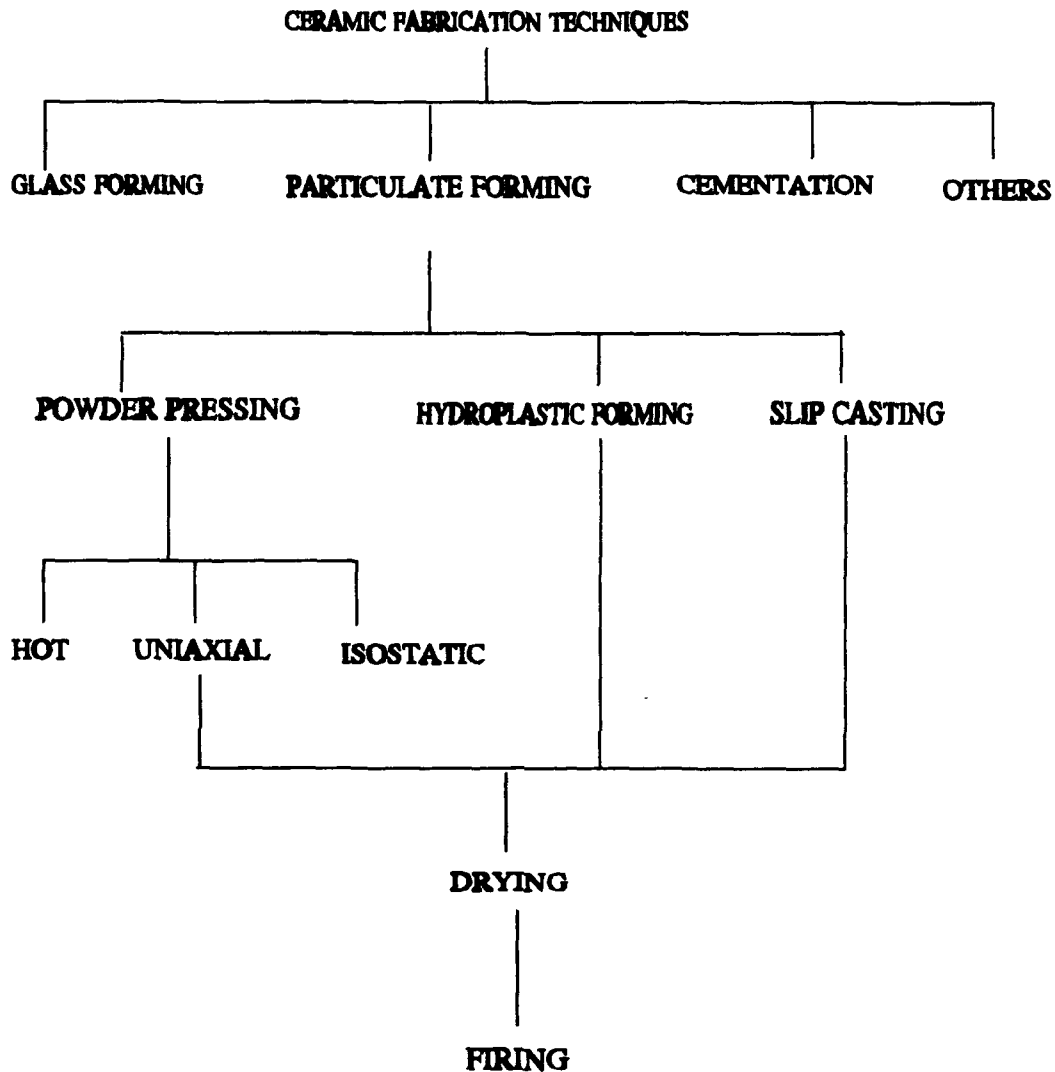 CERAMIC FABRICATION TECHNIQUES
GLASS FORMING
PARTICULATE FORMING
CEMENTATION
OTHERS
POWDER PRESSING
HYDROPLASTIC FORMING
SLIP CASTING
HOT
UNIAXIAL
ISOSTATIC
DRYING
FIRING